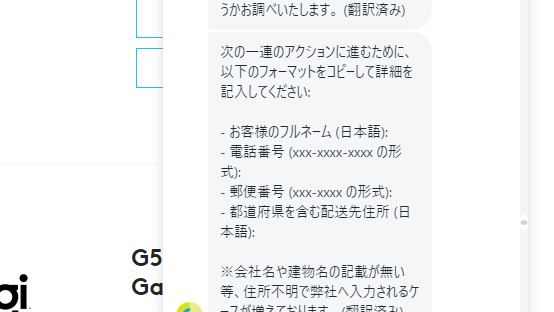 うかお調べいたします。(翻訳済み)
次の一連のアクションに進むために、
以下のフォーマットをコピーして詳細を
記入してください:
- お客様のフルネーム (日本語):
- 電話番号 (xxx-xxxx-xxxx の形
式):
- 郵便番号 (xxx-xxxx の形式):
- 都道府県を含む配送先住所 (日
本語):
※会社名や建物名の記載が無い
等、住所不明で弊社へ入力されるケ
ースが増えております。(翻訳済み)
G5
Ga
gi